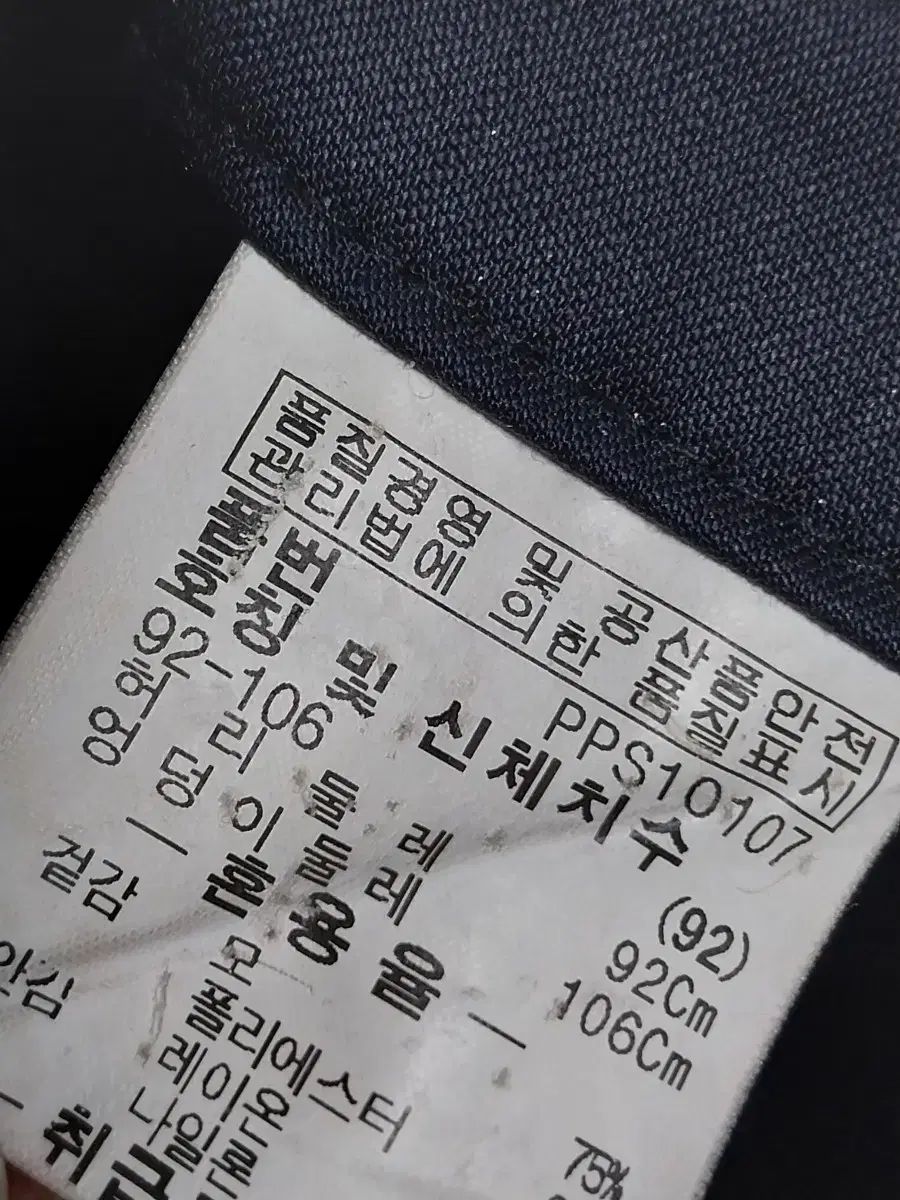 품질경영 및 공산품안전
관리법에 의한 품질표시
품번 PPS10107
호칭 및 신체치수
92-106 (92)
허리둘레 92Cm
엉덩이둘레 106Cm
— 혼용율 —
겉감 모 75%
폴리에스터
안심 레이온
나일론